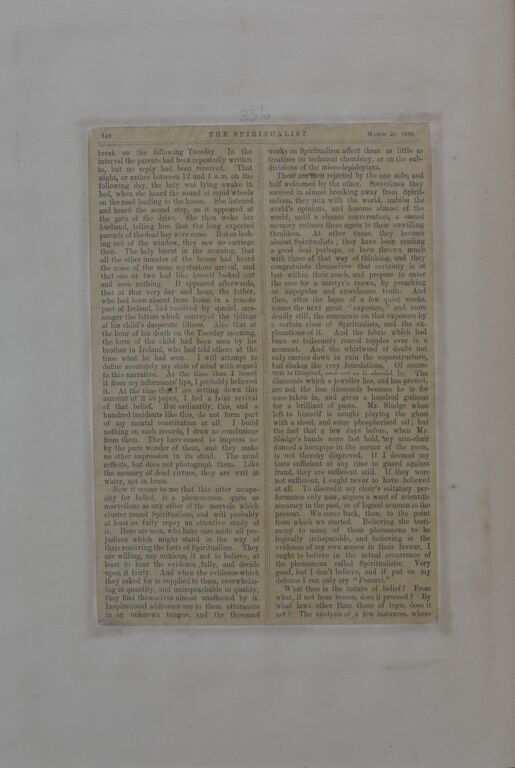 336
148
THE SPIRITUALIST.
March 26, 1880.
break on the following Tuesday. In the
interval the parents had been repeatedly written
to, but no reply had been received. That
night, or rather between 12 and 1 a.m. on the
following day, the lady was lying awake in
bed, when she heard the sound of rapid wheels
on the road leading to the house. She listened
and heard the sound stop, as it appeared at
the gate of the drive. She then woke her
husband, telling him that the long expected
parents of the dead boy were come. But on look-
ing out of the window, they saw no carriage
then. The lady learnt in the morning, that
all the other inmates of the house had heard
the noise of the same mysterious arrival, and
that one or two had like herself looked out
and seen nothing. It appeared afterwards,
that at that very day and hour, the father,
who had been absent from home in a remote
part of Ireland, had received by special mes-
senger the letters which conveyed the tidings
of his child's desperate illness. Also that at
the hour of his death on the Tuesday morning,
the form of the child had been seen by his
brother in Ireland, who had told others at the
time what he had seen. I will attempt to
define accurately my state of mind with regard
to this narrative. At the time that I heard
it from my informants' lips, I probably believed
it. At the time that I am setting down this
account of it on paper, I feel a faint revival
of that belief. But ordinarily, this, and a
hundred incidents like this, do not form part
of my mental constitution at all. I build
nothing on such records, I draw no conclusions
from them. They have ceased to impress me
by the pure wonder of them, and they make
no other impression in its stead. The mind
reflects, but does not photograph them. Like
the memory of dead virtues, they are writ in
water, not in brass.
Now it seems to me that this utter incapa-
city for belief, is a phenomenon quite as
marvellous as any other of the marvels which
cluster round Spiritualism, and will probably
at least as fully repay an attentive study of
it. Here are men, who have cast aside all pre-
judices which might stand in the way of
their receiving the facts of Spiritualism. They
are willing, nay anxious, if not to believe, at
least to hear the evidence fully, and decide
upon it fairly. And when the evidence which
they asked for is supplied to them, overwhelm-
ing in quantity, and unimpeachable in quality,
they find themselves almost unaffected by it.
Inspirational addresses are to them utterances
in an unknown tongue, and the thousand
works on Spiritualism affect them as little as
treatises on technical chemistry, or on the sub-
divisions of the micro-lepidoptera.
These are men rejected by the one side, and
half welcomed by the other. Sometimes they
succeed in almost breaking away from Spirit-
ualism, they mix with the world, imbibe the
world's opinions, and become almost of the
world, until a chance conversation, a casual
memory reduces them again to their unwilling
thraldom. At other times, they become
almost Spiritualists; they have been reading
a good deal perhaps, or been thrown much
with those of that way of thinking, and they
congratulate themselves that certainty is at
last within their reach, and prepare to enter
the race for a martyr's crown, by preaching
an unpopular and unwelcome truth. And
then, after the lapse of a few quiet weeks,
comes the next great "exposure," and more
deadly still, the comments on that exposure by
a certain class of Spiritualists, and the ex-
planations of it. And the fabric which had
been so toilsomely reared topples over in a
moment. And the whirlwind of doubt not
only carries down in ruin the superstructure,
but shakes the very foundations. Of course
this is illogical, and not as it should be. The
diamonds which a jeweller has, and has proved,
are not the less diamonds because he is for
once taken in, and gives a hundred guineas
for a brilliant of paste. Mr. Sludge when
left to himself is caught playing the ghost
with a sheet, and some phosphorised oil; but
the fact that a few days before, when Mr.
Sludge's hands were fast held, my arm-chair
danced a hornpipe in the corner of the room,
is not thereby disproved. If I deemed my
tests sufficient at any time to guard against
fraud, they are sufficient still. If they were
not sufficient, I ought never to have believed
at all. To discredit my chair's saltatory per-
formance only now, argues a want of scientific
accuracy in the past, or of logical acumen in the
present. We come back, then, to the point
from which we started. Believing the testi-
mony to many of these phenomena to be
logically indisputable, and believing in the
evidence of my own senses in their favour, I
ought to believe in the actual occurrence of
the phenomena called Spiritualistic. Very
good, but I don't believe, and if put on my
defence I can only cry "Peccavi."
What then is the nature of belief? From
what, if not from reason, does it proceed? By
what laws, other than those of logic, does it
act? The analysis of a few instances, where